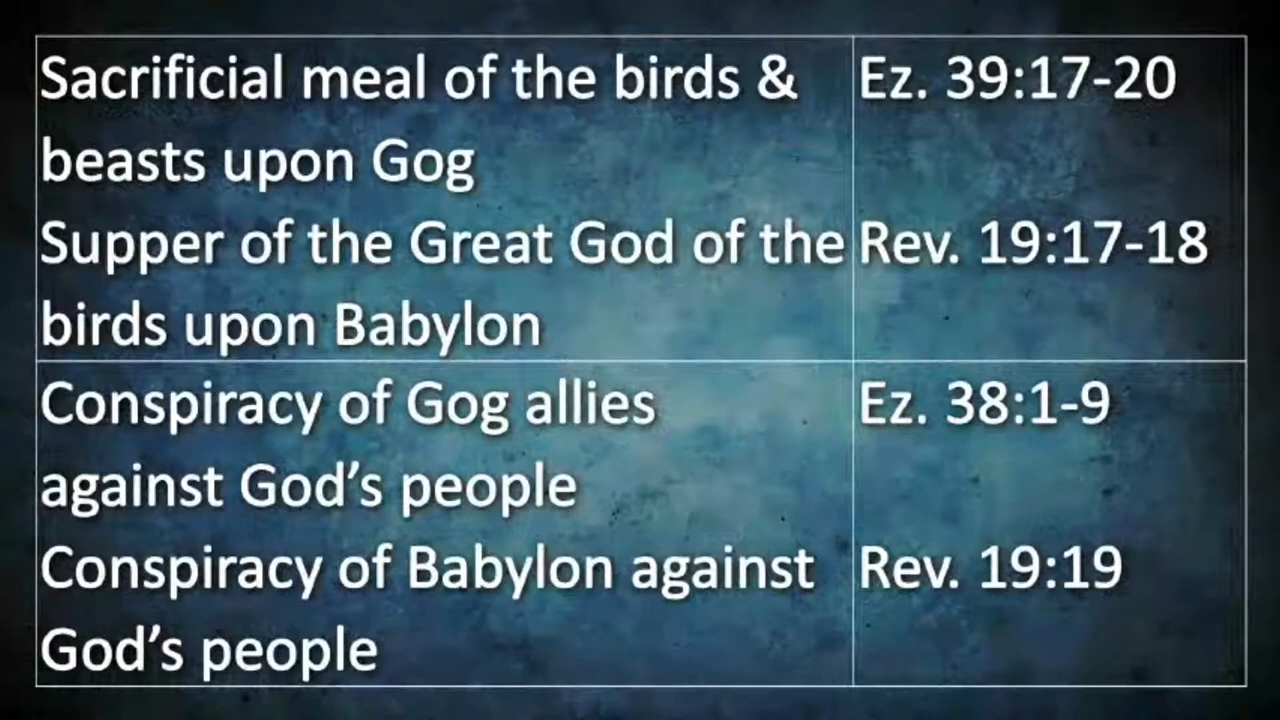 Sacrificial meal of the birds & Ez. 39:17-20
beasts upon Gog
Supper of the Great God of the Rev. 19:17-18
birds upon Babylon
Conspiracy of Gog allies Ez. 38:1-9
against God’s people
Conspiracy of Babylon against Rev. 19:19
God’s people